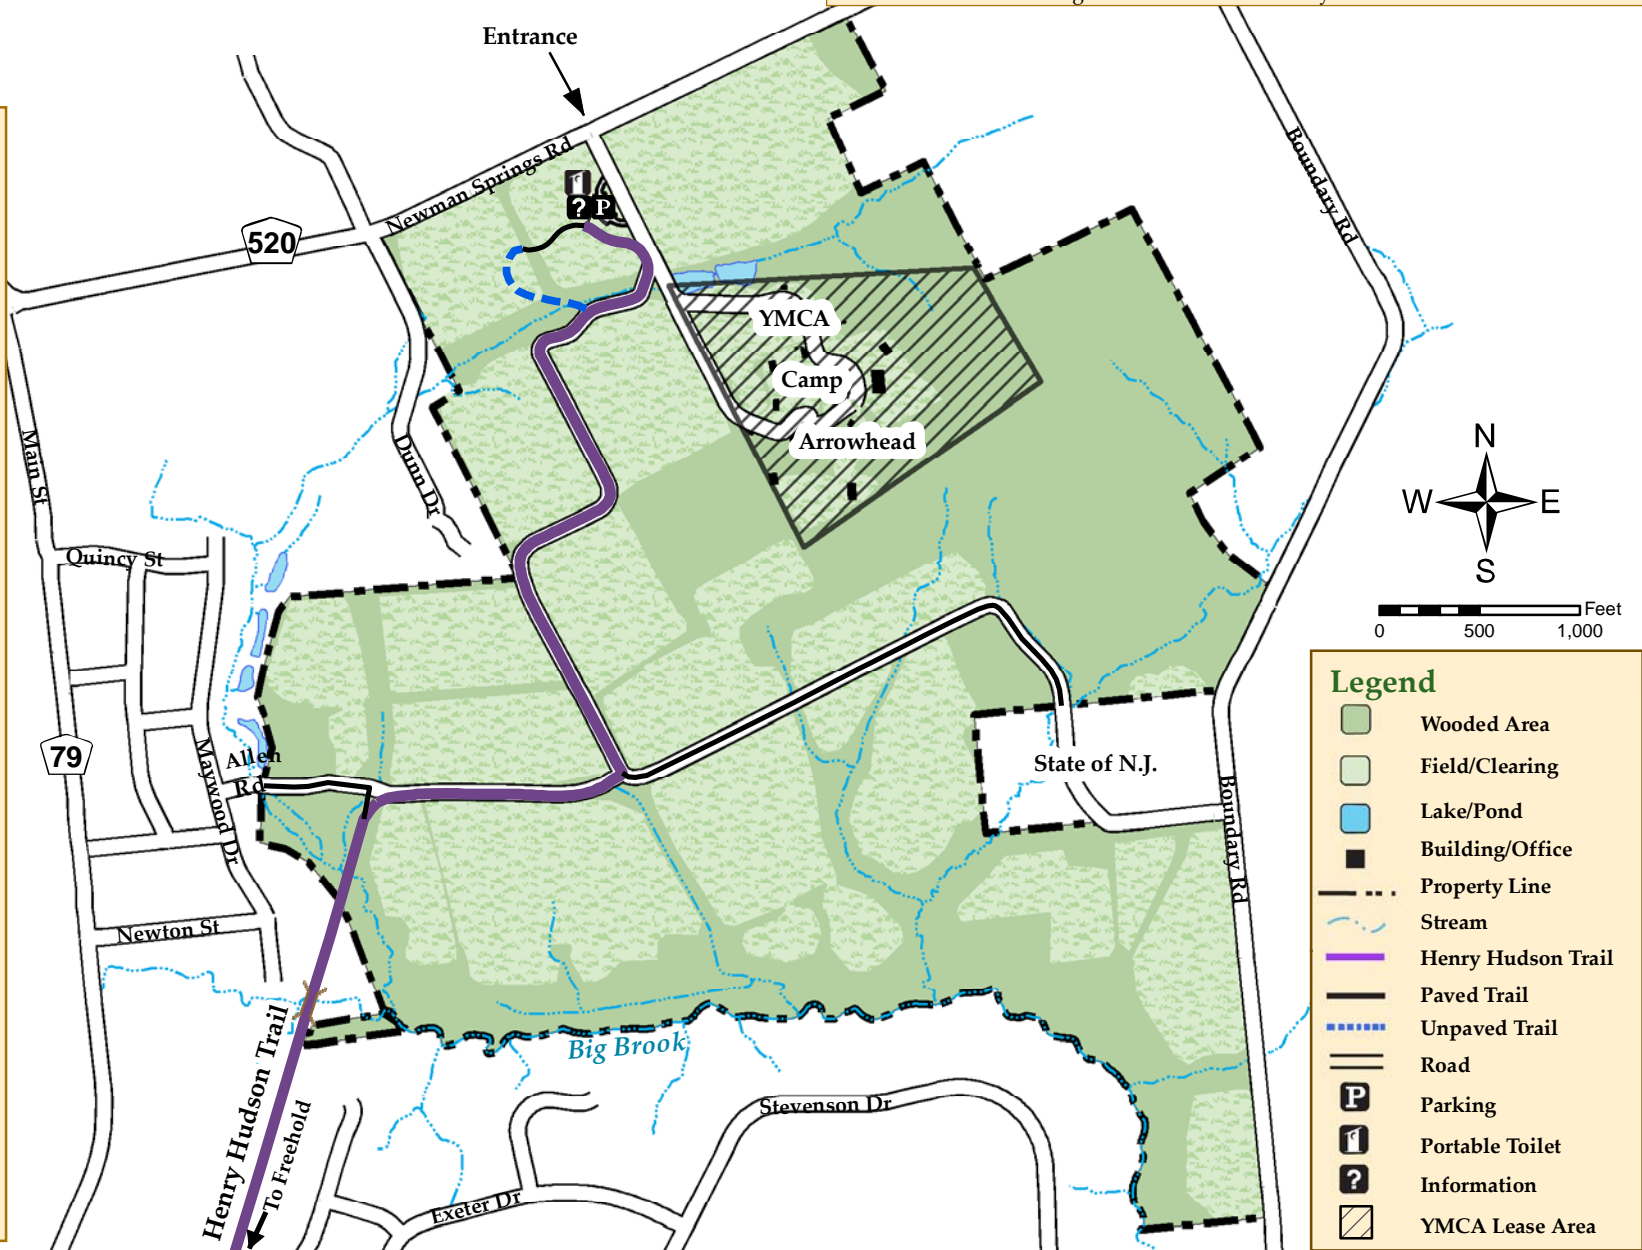 Entrance
Newman Springs Rd
520
P
?
Boundary Rd
YMCA
Camp
Arrowhead
Main St
Dunn Dr
Quincy St
N
W
E
S
Feet
0
500
1,000
79
Allen
Rd
Maywood Dr
State of N.J.
Boundary Rd
Newton St
Henry Hudson Trail
To Freehold
Big Brook
Stevenson Dr
Exeter Dr
Legend
Wooded Area
Field/Clearing
Lake/Pond
Building/Office
Property Line
Stream
Henry Hudson Trail
Paved Trail
Unpaved Trail
Road
P Parking
Portable Toilet
? Information
YMCA Lease Area